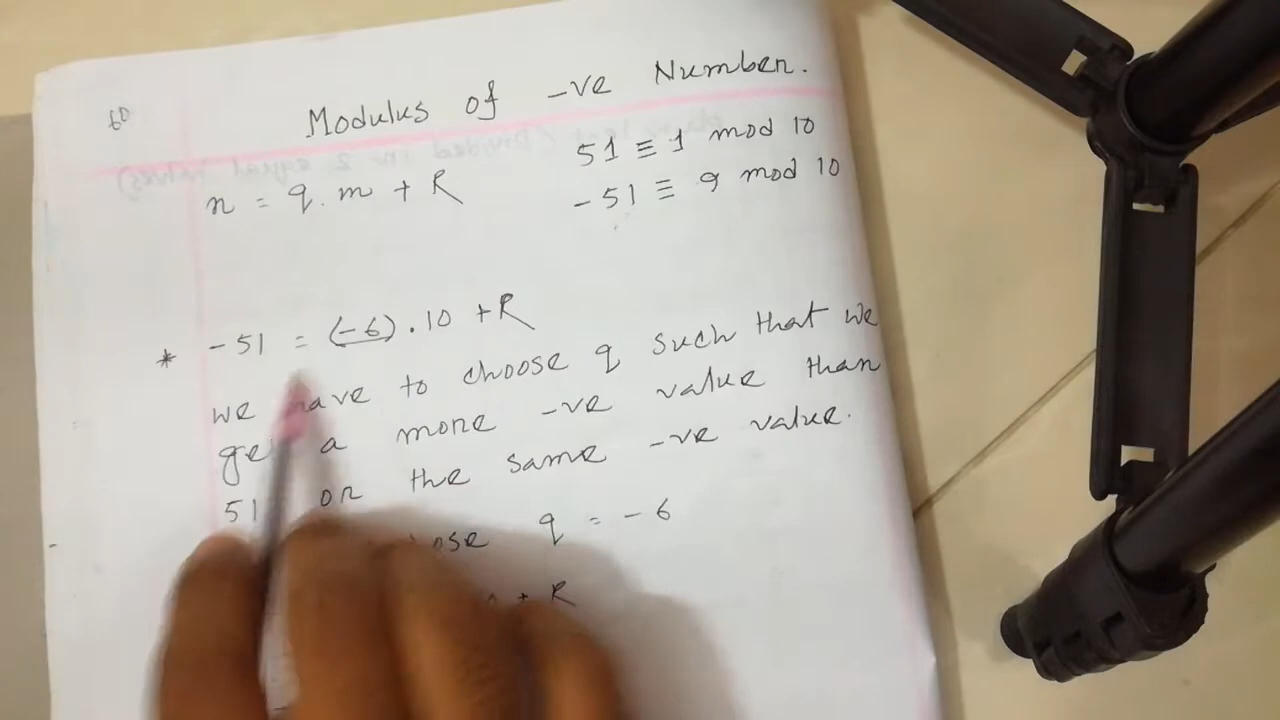 60
Modulus of -ve Number.
51 ≡ 1 mod 10
n = q. m + R
-51 ≡ 9 mod 10
* -51 = (-6) . 10 + R
we have to choose q such that we
a more -ve value than
51 or the same -ve value.
q = -6
+ R